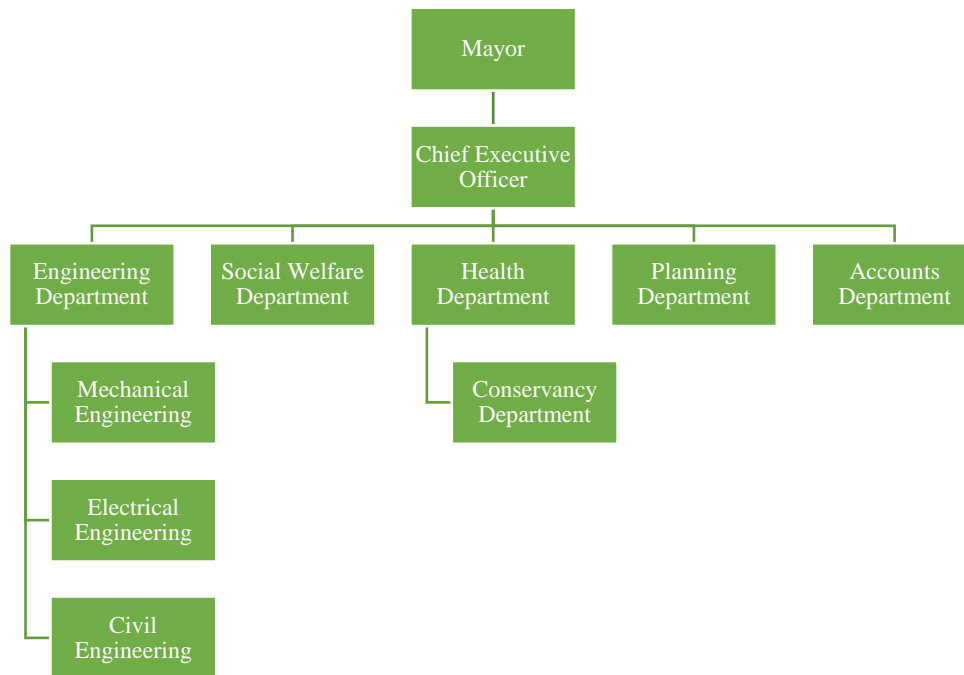 Mayor
Chief Executive
Officer
Engineering
Department
Social Welfare
Department
Health
Department
Planning
Department
Accounts
Department
Mechanical
Engineering
Conservancy
Department
Electrical
Engineering
Civil
Engineering